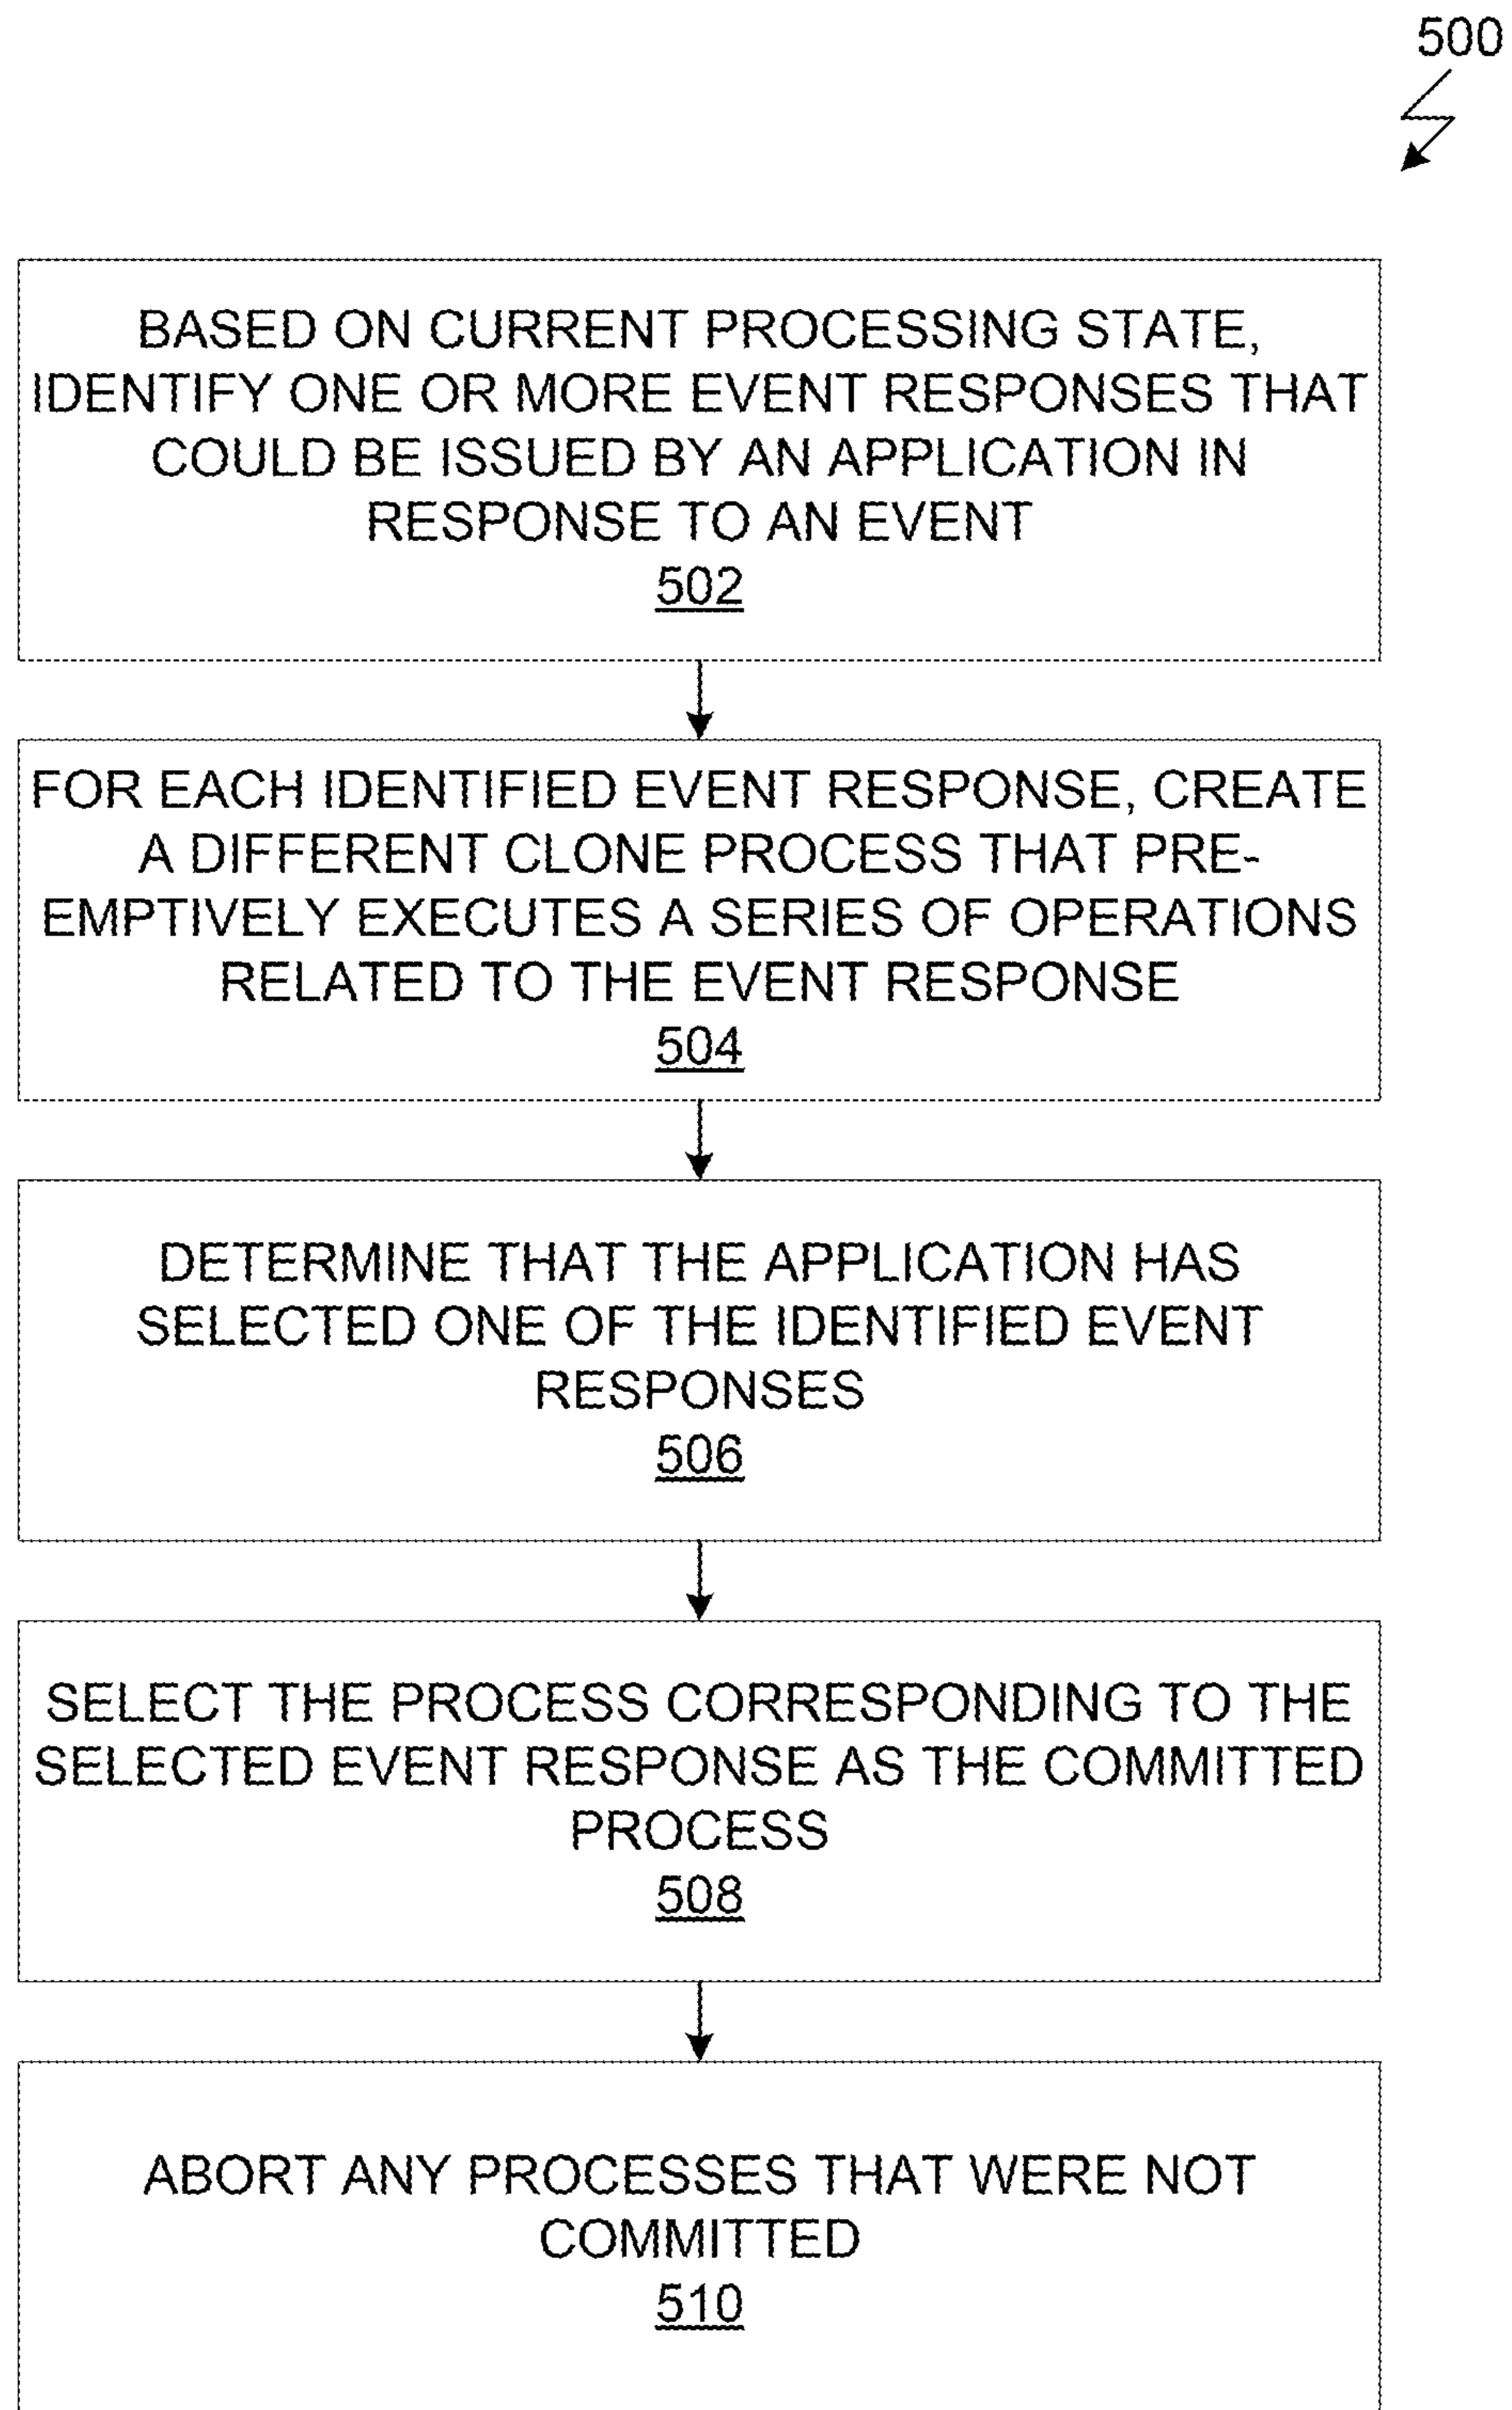 500
BASED ON CURRENT PROCESSING STATE,
IDENTIFY ONE OR MORE EVENT RESPONSES THAT
COULD BE ISSUED BY AN APPLICATION IN
RESPONSE TO AN EVENT
502
FOR EACH IDENTIFIED EVENT RESPONSE, CREATE
A DIFFERENT CLONE PROCESS THAT PRE-
EMPTIVELY EXECUTES A SERIES OF OPERATIONS
RELATED TO THE EVENT RESPONSE
504
DETERMINE THAT THE APPLICATION HAS
SELECTED ONE OF THE IDENTIFIED EVENT
RESPONSES
506
SELECT THE PROCESS CORRESPONDING TO THE
SELECTED EVENT RESPONSE AS THE COMMITTED
PROCESS
508
ABORT ANY PROCESSES THAT WERE NOT
COMMITTED
510